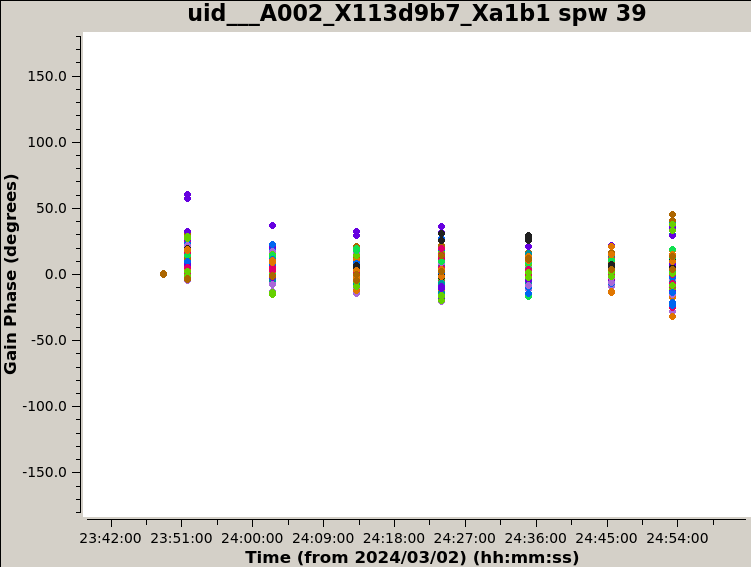 uid___A002_X113d9b7_Xa1b1 spw 39
Gain Phase (degrees)
150.0
100.0
50.0
0.0
-50.0
-100.0
-150.0
23:42:00 23:51:00 24:00:00 24:09:00 24:18:00 24:27:00 24:36:00 24:45:00 24:54:00
Time (from 2024/03/02) (hh:mm:ss)